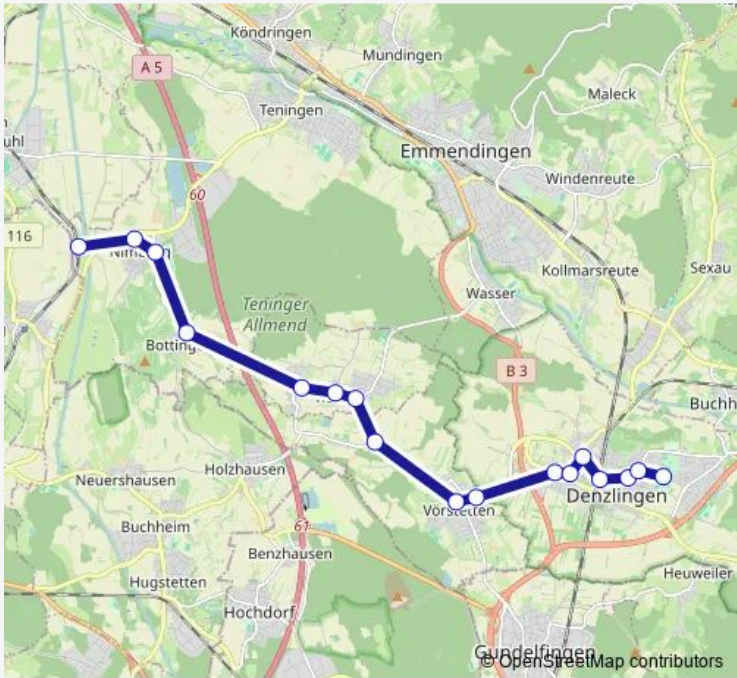 Köndringen
Mundingen
A 5
Maleck
Teningen
uhl
Emmendingen
Windenreute
60
116
Kollmarsreute
Sexau
Wasser
Teninger
Allmend
B 3
Buchh
Holzhausen
Neuershausen
Denzlingen
Vörstetten
Buchheim
61
Benzhausen
Heuweiler
Hugstetten
Hochdorf
Gundelfingen
© OpenStreetMap contributors